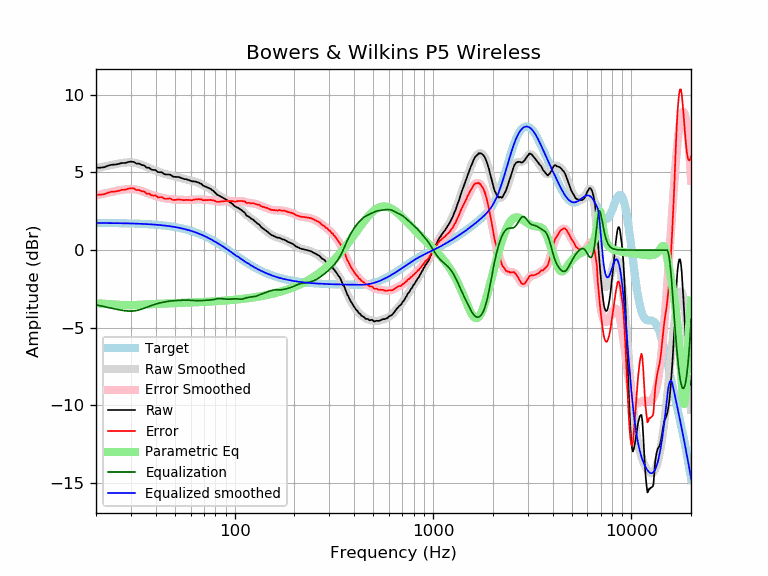 Bowers & Wilkins P5 Wireless
Amplitude (dBr)
10
5
0
−5
−10
−15
Target
Raw Smoothed
Error Smoothed
Raw
Error
Parametric Eq
Equalization
Equalized smoothed
100
1000
10000
Frequency (Hz)